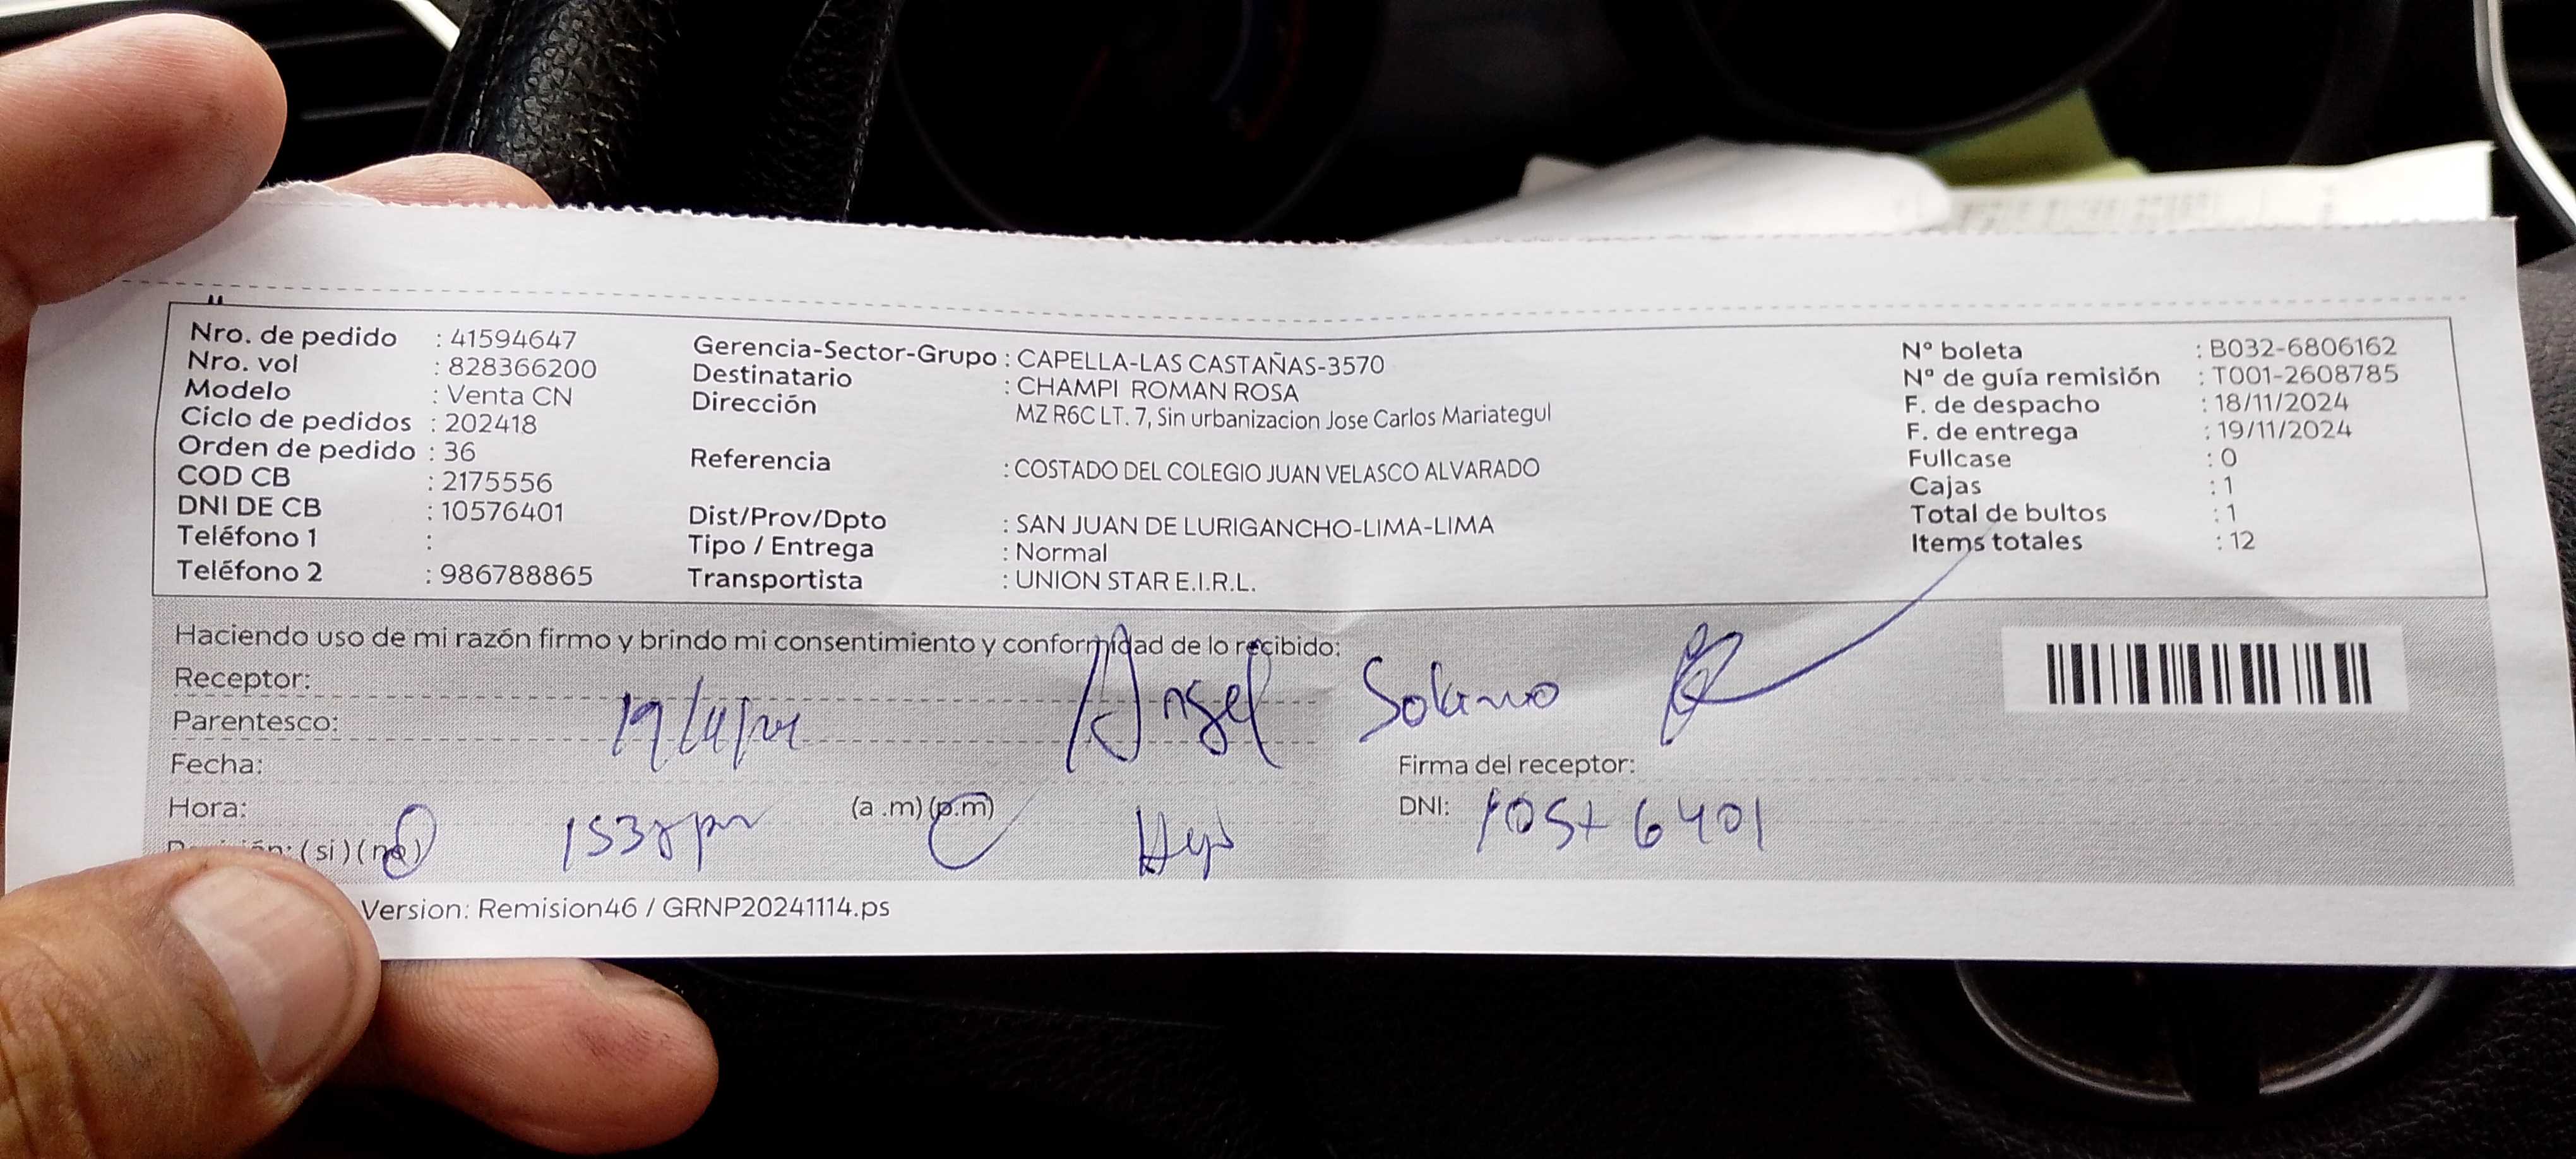 Nro. de pedido : 41594647
Nro. vol : 828366200
Modelo : Venta CN
Ciclo de pedidos : 202418
Orden de pedido : 36
COD CB : 2175556
DNI DE CB : 10576401
Teléfono 1 :
Teléfono 2 : 986788865
Gerencia-Sector-Grupo : CAPELLA-LAS CASTAÑAS-3570
Destinatario : CHAMPI ROMAN ROSA
Dirección MZ R6C LT. 7, Sin urbanizacion Jose Carlos Mariategul
Referencia : COSTADO DEL COLEGIO JUAN VELASCO ALVARADO
Dist/Prov/Dpto : SAN JUAN DE LURIGANCHO-LIMA-LIMA
Tipo / Entrega : Normal
Transportista : UNION STAR E.I.R.L.
N° boleta : B032-6806162
N° de guía remisión : T001-2608785
F. de despacho : 18/11/2024
F. de entrega : 19/11/2024
Fullcase : 0
Cajas : 1
Total de bultos : 1
Items totales : 12
Haciendo uso de mi razón firmo y brindo mi consentimiento y conformidad de lo recibido:
Receptor: Angel Solano
Parentesco:
Fecha:
Hora: (a .m) (p.m)
(si) (no)
Firma del receptor:
DNI: 10576401
Version: Remision46 / GRNP20241114.ps